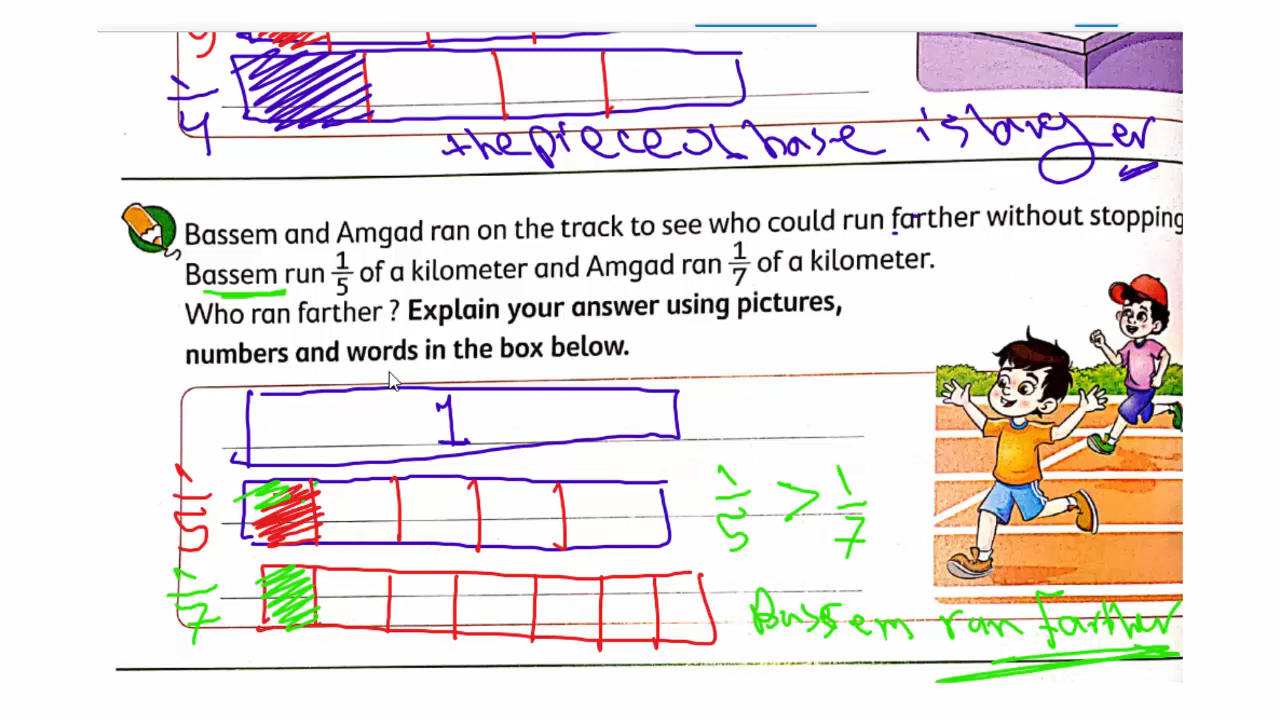 1/9
1/4
the piece of base is larger
Bassem and Amgad ran on the track to see who could run farther without stopping
Bassem run 1/5 of a kilometer and Amgad ran 1/7 of a kilometer.
Who ran farther ? Explain your answer using pictures,
numbers and words in the box below.
1
1/5
1/5 > 1/7
1/7
Bassem ran farther